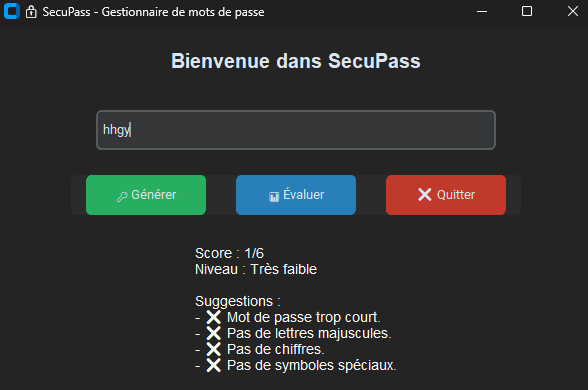 SecuPass - Gestionnaire de mots de passe
Bienvenue dans SecuPass
hhgy
Générer
Évaluer
❌ Quitter
Score : 1/6
Niveau : Très faible
Suggestions :
- ❌ Mot de passe trop court.
- ❌ Pas de lettres majuscules.
- ❌ Pas de chiffres.
- ❌ Pas de symboles spéciaux.